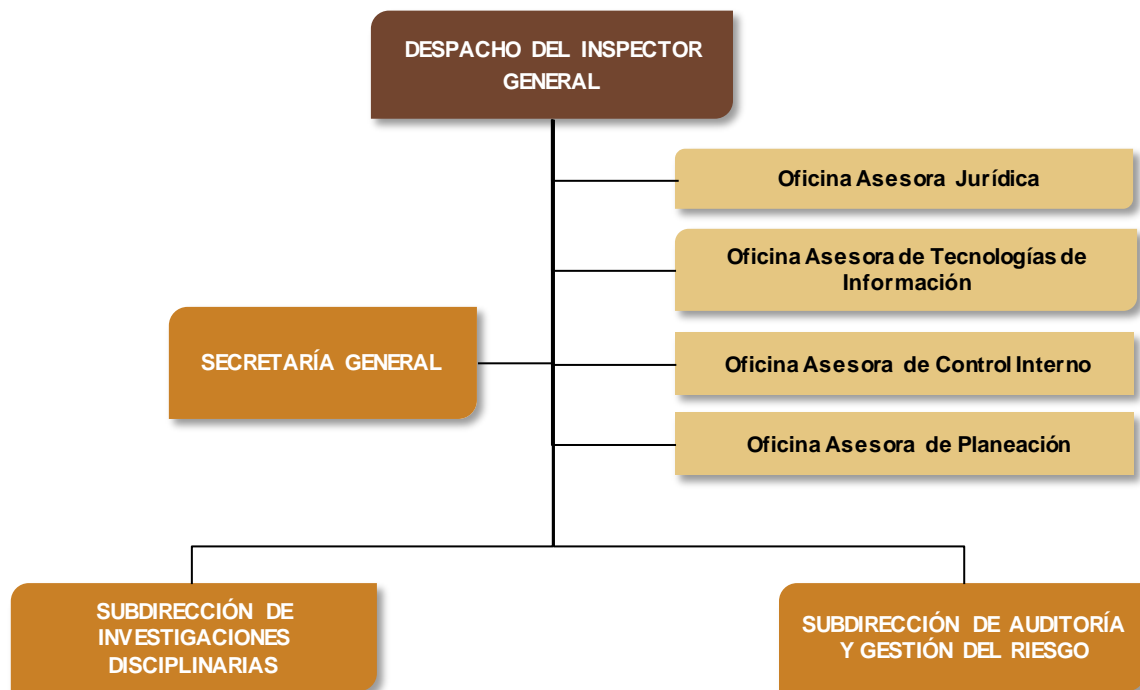 DESPACHO DEL INSPECTOR
GENERAL
Oficina Asesora Jurídica
Oficina Asesora de Tecnologías de
Información
SECRETARÍA GENERAL
Oficina Asesora de Control Interno
Oficina Asesora de Planeación
SUBDIRECCIÓN DE
INVESTIGACIONES
DISCIPLINARIAS
SUBDIRECCIÓN DE AUDITORÍA
Y GESTIÓN DEL RIESGO